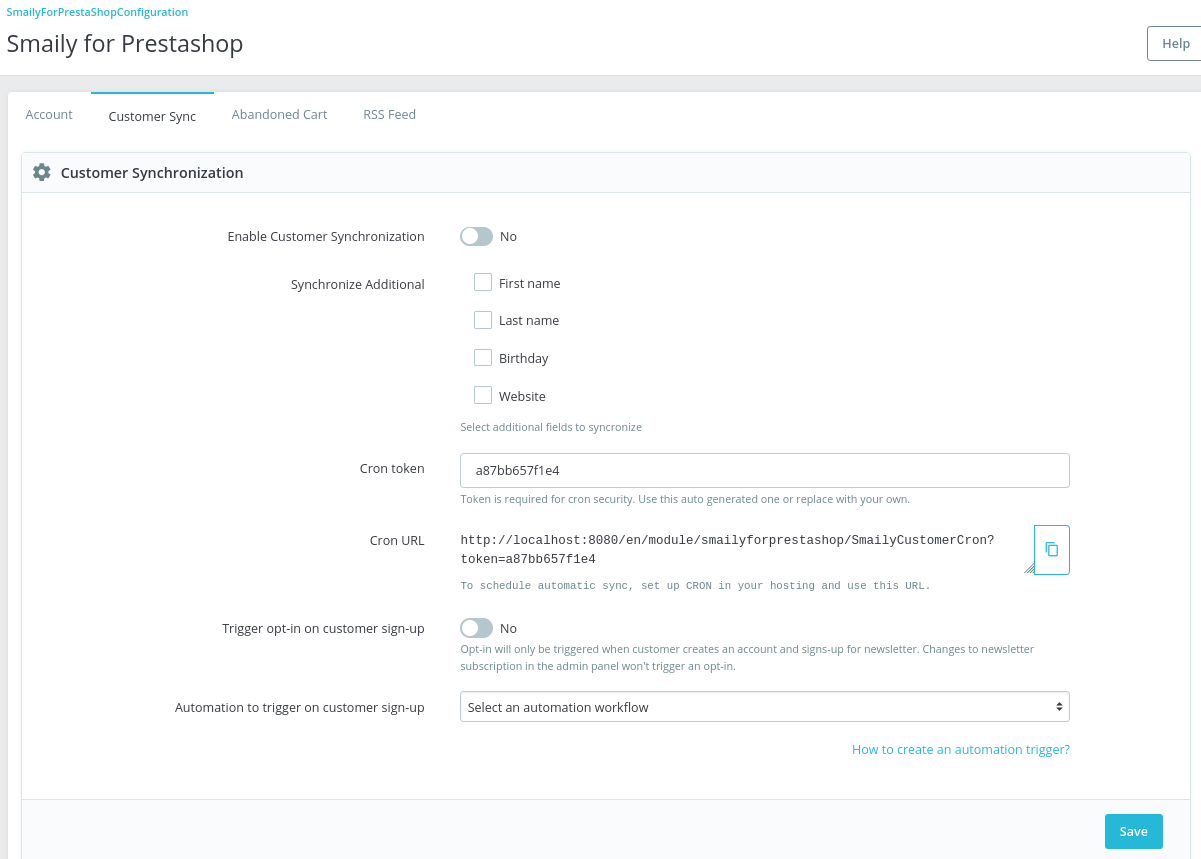 SmailyForPrestaShopConfiguration
Smaily for Prestashop
Help
Account Customer Sync Abandoned Cart RSS Feed
Customer Synchronization
Enable Customer Synchronization No
Synchronize Additional First name
Last name
Birthday
Website
Select additional fields to syncronize
Cron token a87bb657f1e4
Token is required for cron security. Use this auto generated one or replace with your own.
Cron URL http://localhost:8080/en/module/smailyforprestashop/SmailyCustomerCron?
token=a87bb657f1e4
To schedule automatic sync, set up CRON in your hosting and use this URL.
Trigger opt-in on customer sign-up No
Opt-in will only be triggered when customer creates an account and signs-up for newsletter. Changes to newsletter
subscription in the admin panel won't trigger an opt-in.
Automation to trigger on customer sign-up Select an automation workflow
How to create an automation trigger?
Save